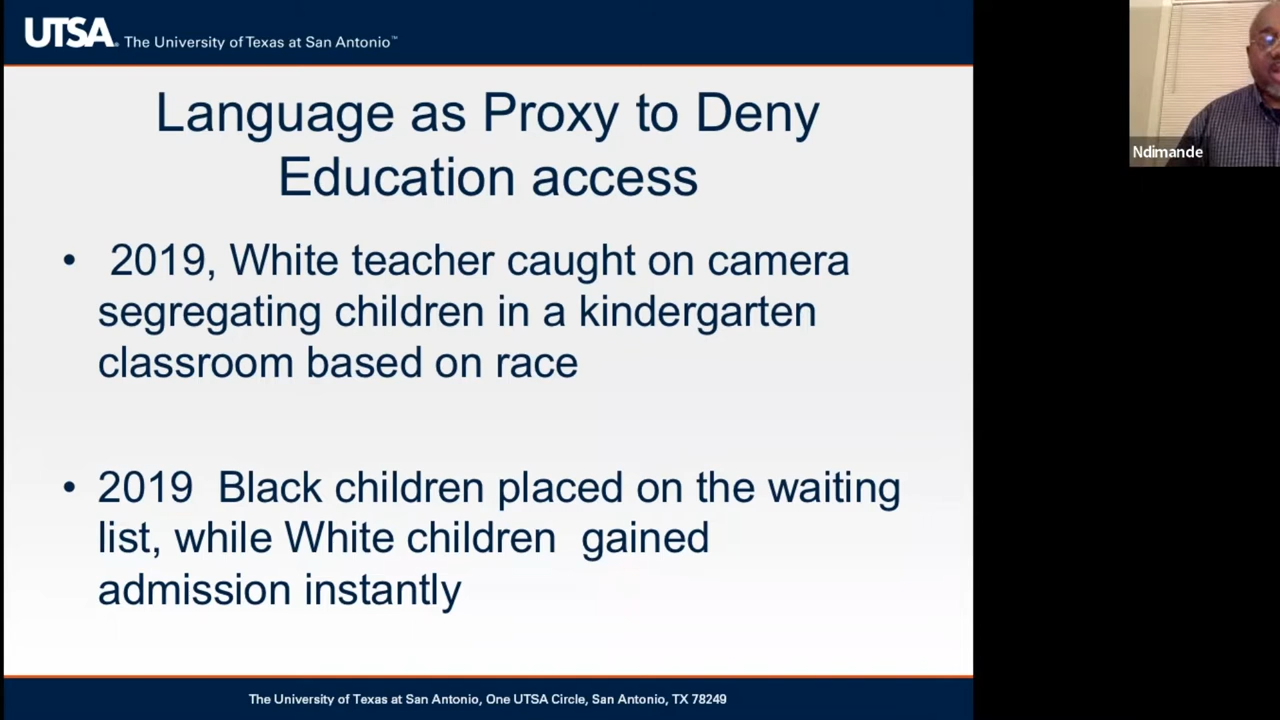 UTSA® The University of Texas at San Antonio™
Language as Proxy to Deny
Education access
• 2019, White teacher caught on camera
segregating children in a kindergarten
classroom based on race
• 2019 Black children placed on the waiting
list, while White children gained
admission instantly
The University of Texas at San Antonio, One UTSA Circle, San Antonio, TX 78249
Ndimande